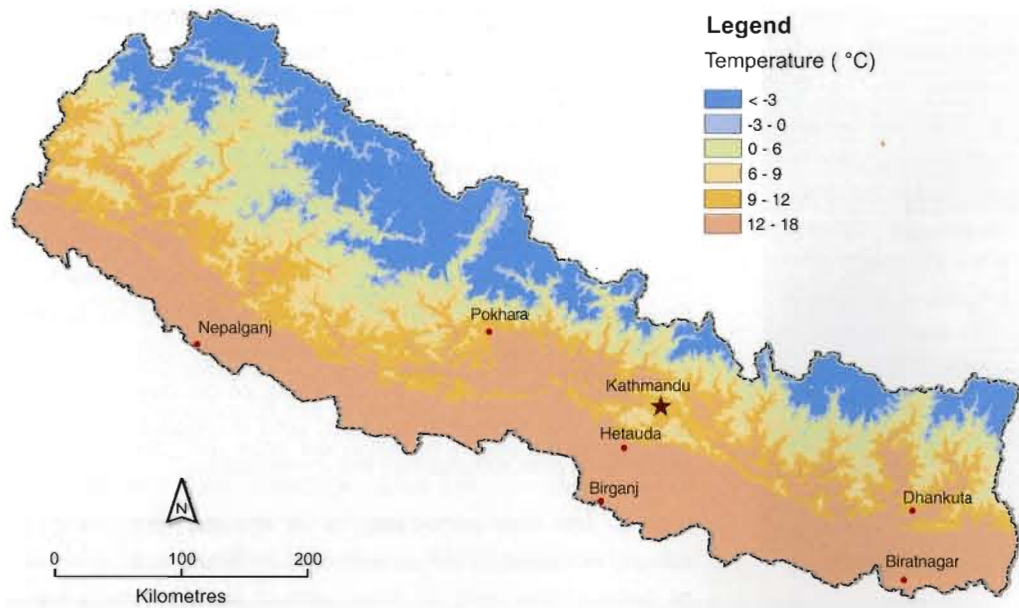 Legend
Temperature ( °C)
< -3
-3 - 0
0 - 6
6 - 9
9 - 12
12 - 18
Pokhara
Nepalganj
Kathmandu
Hetauda
Birganj
Dhankuta
Biratnagar
N
0 100 200
Kilometres